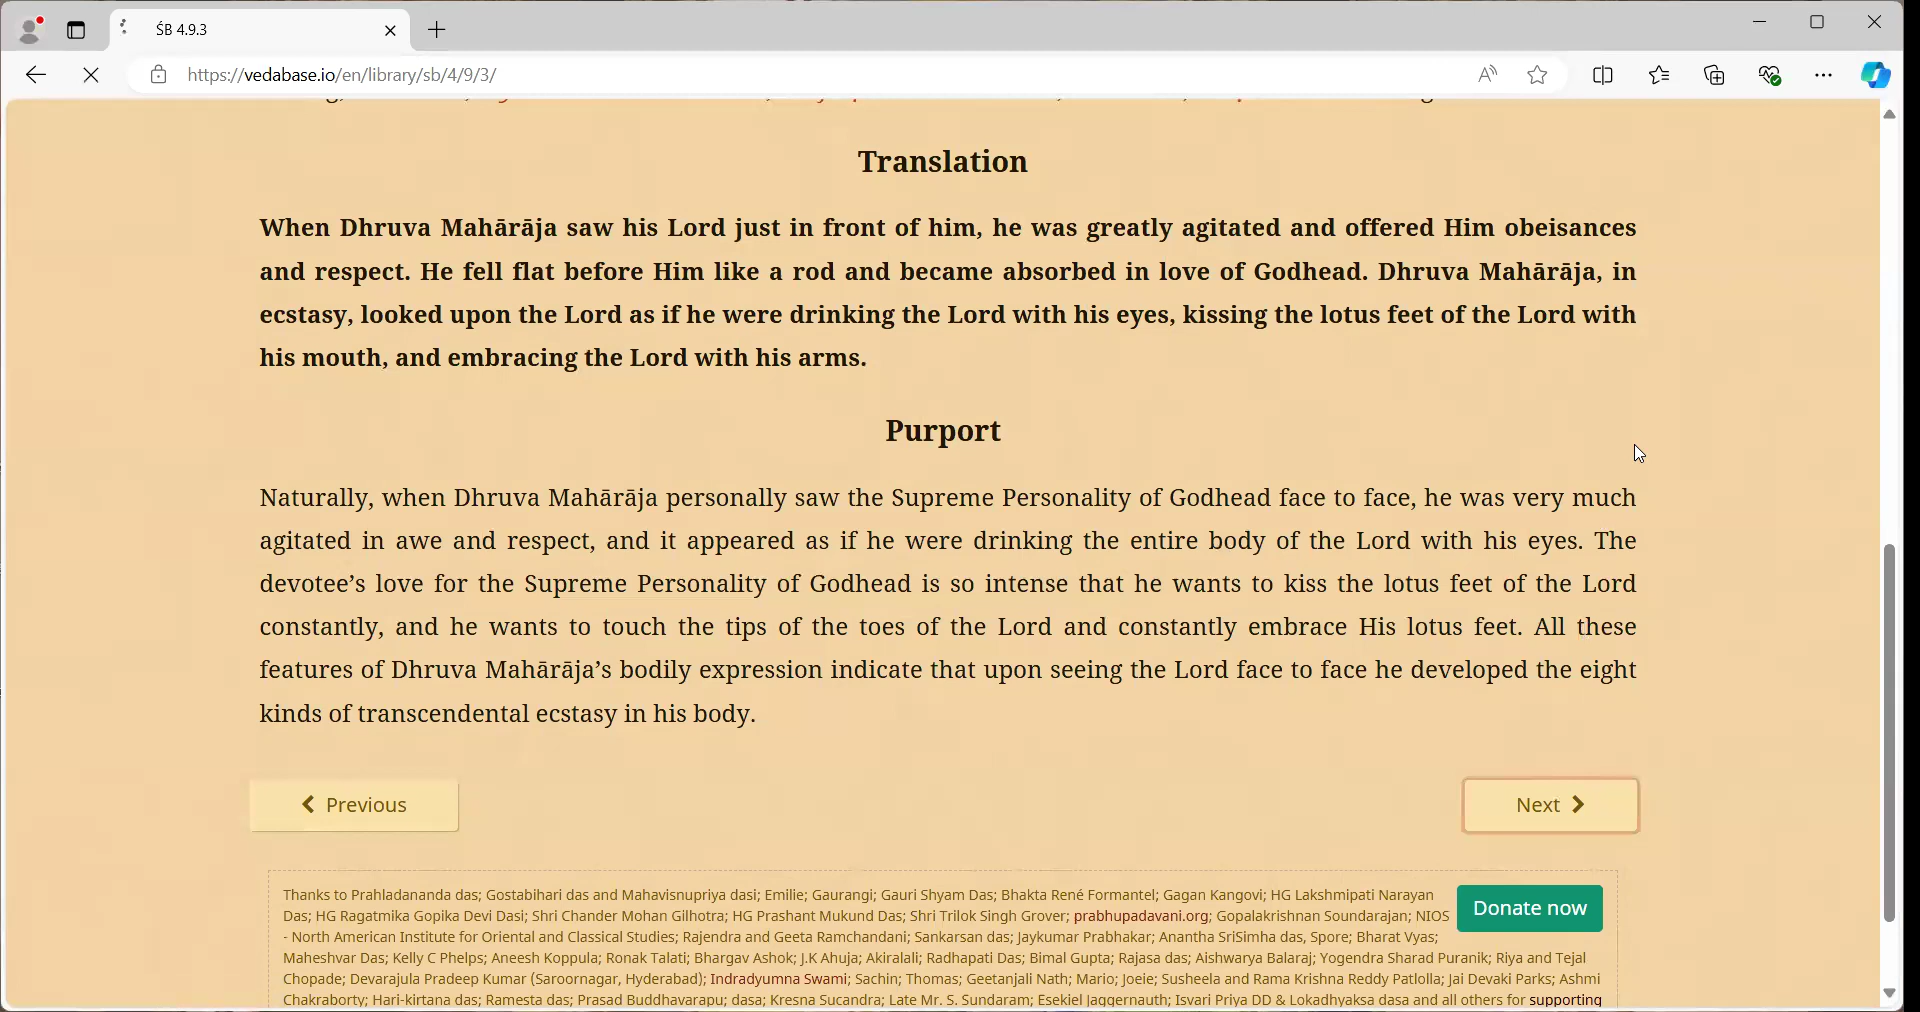 ŚB 4.9.3
https://vedabase.io/en/library/sb/4/9/3/
Translation
When Dhruva Mahārāja saw his Lord just in front of him, he was greatly agitated and offered Him obeisances
and respect. He fell flat before Him like a rod and became absorbed in love of Godhead. Dhruva Mahārāja, in
ecstasy, looked upon the Lord as if he were drinking the Lord with his eyes, kissing the lotus feet of the Lord with
his mouth, and embracing the Lord with his arms.
Purport
Naturally, when Dhruva Mahārāja personally saw the Supreme Personality of Godhead face to face, he was very much
agitated in awe and respect, and it appeared as if he were drinking the entire body of the Lord with his eyes. The
devotee’s love for the Supreme Personality of Godhead is so intense that he wants to kiss the lotus feet of the Lord
constantly, and he wants to touch the tips of the toes of the Lord and constantly embrace His lotus feet. All these
features of Dhruva Mahārāja’s bodily expression indicate that upon seeing the Lord face to face he developed the eight
kinds of transcendental ecstasy in his body.
Previous
Next
Thanks to Prahladananda das; Gostabihari das and Mahavisnupriya dasi; Emilie; Gaurangi; Gauri Shyam Das; Bhakta René Formantel; Gagan Kangovi; HG Lakshmipati Narayan
Das; HG Ragatmika Gopika Devi Dasi; Shri Chander Mohan Gilhotra; HG Prashant Mukund Das; Shri Trilok Singh Grover; prabhupadavani.org; Gopalakrishnan Soundarajan; NIOS
- North American Institute for Oriental and Classical Studies; Rajendra and Geeta Ramchandani; Sankarsan das; Jaykumar Prabhakar; Anantha SriSimha das, Spore; Bharat Vyas;
Maheshvar Das; Kelly C Phelps; Aneesh Koppula; Ronak Talati; Bhargav Ashok; J.K Ahuja; Akiralali; Radhapati Das; Bimal Gupta; Rajasa das; Aishwarya Balaraj; Yogendra Sharad Puranik; Riya and Tejal
Chopade; Devarajula Pradeep Kumar (Saroornagar, Hyderabad); Indradyumna Swami; Sachin; Thomas; Geetanjali Nath; Mario; Joeie; Susheela and Rama Krishna Reddy Patlolla; Jai Devaki Parks; Ashmi
Chakraborty; Hari-kirtana das; Ramesta das; Prasad Buddhavarapu; dasa; Kresna Sucandra; Late Mr. S. Sundaram; Esekiel Jaggernauth; Isvari Priya DD & Lokadhyaksa dasa and all others for supporting
Donate now